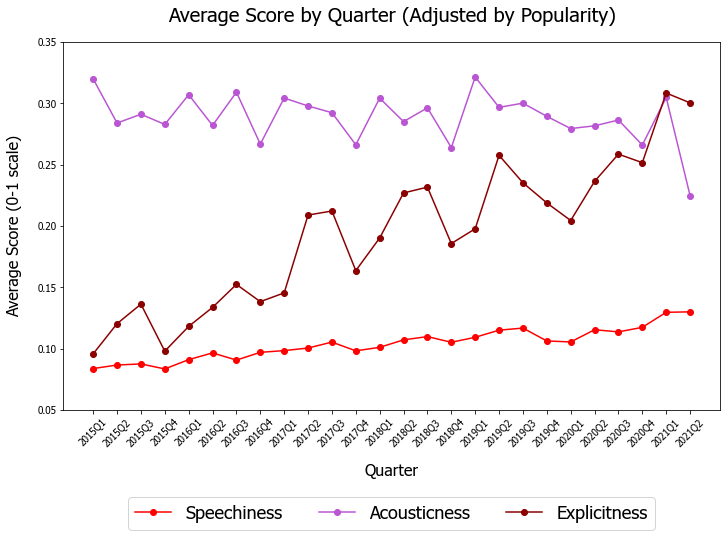 Average Score by Quarter (Adjusted by Popularity)
0.35
0.30
0.25
0.20
0.15
0.10
0.05
Average Score (0-1 scale)
2015Q1 2015Q2 2015Q3 2015Q4 2016Q1 2016Q2 2016Q3 2016Q4 2017Q1 2017Q2 2017Q3 2017Q4 2018Q1 2018Q2 2018Q3 2018Q4 2019Q1 2019Q2 2019Q3 2019Q4 2020Q1 2020Q2 2020Q3 2020Q4 2021Q1 2021Q2
Quarter
Speechiness Acousticness Explicitness